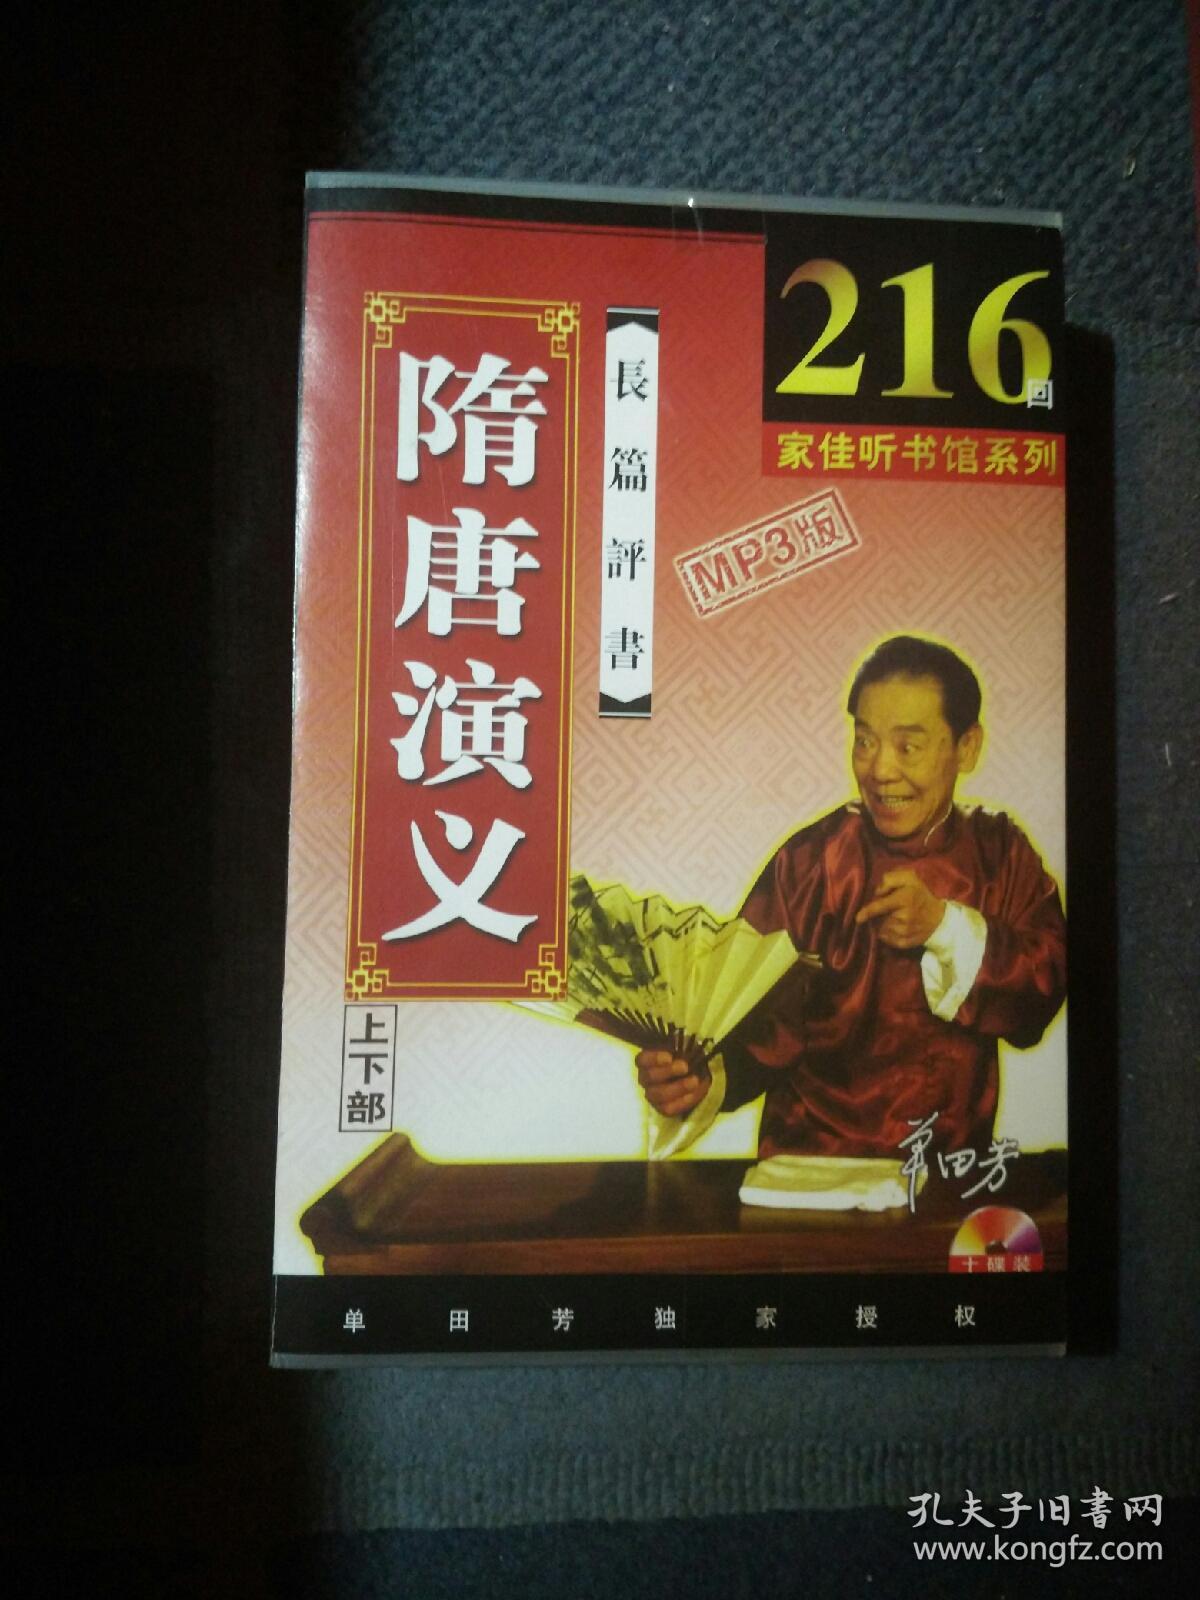 216回
家佳听书馆系列
長篇評書
隋唐演义
MP3版
上下部
单田芳
十碟装
单田芳独家授权
孔夫子旧書网
www.kongfz.com